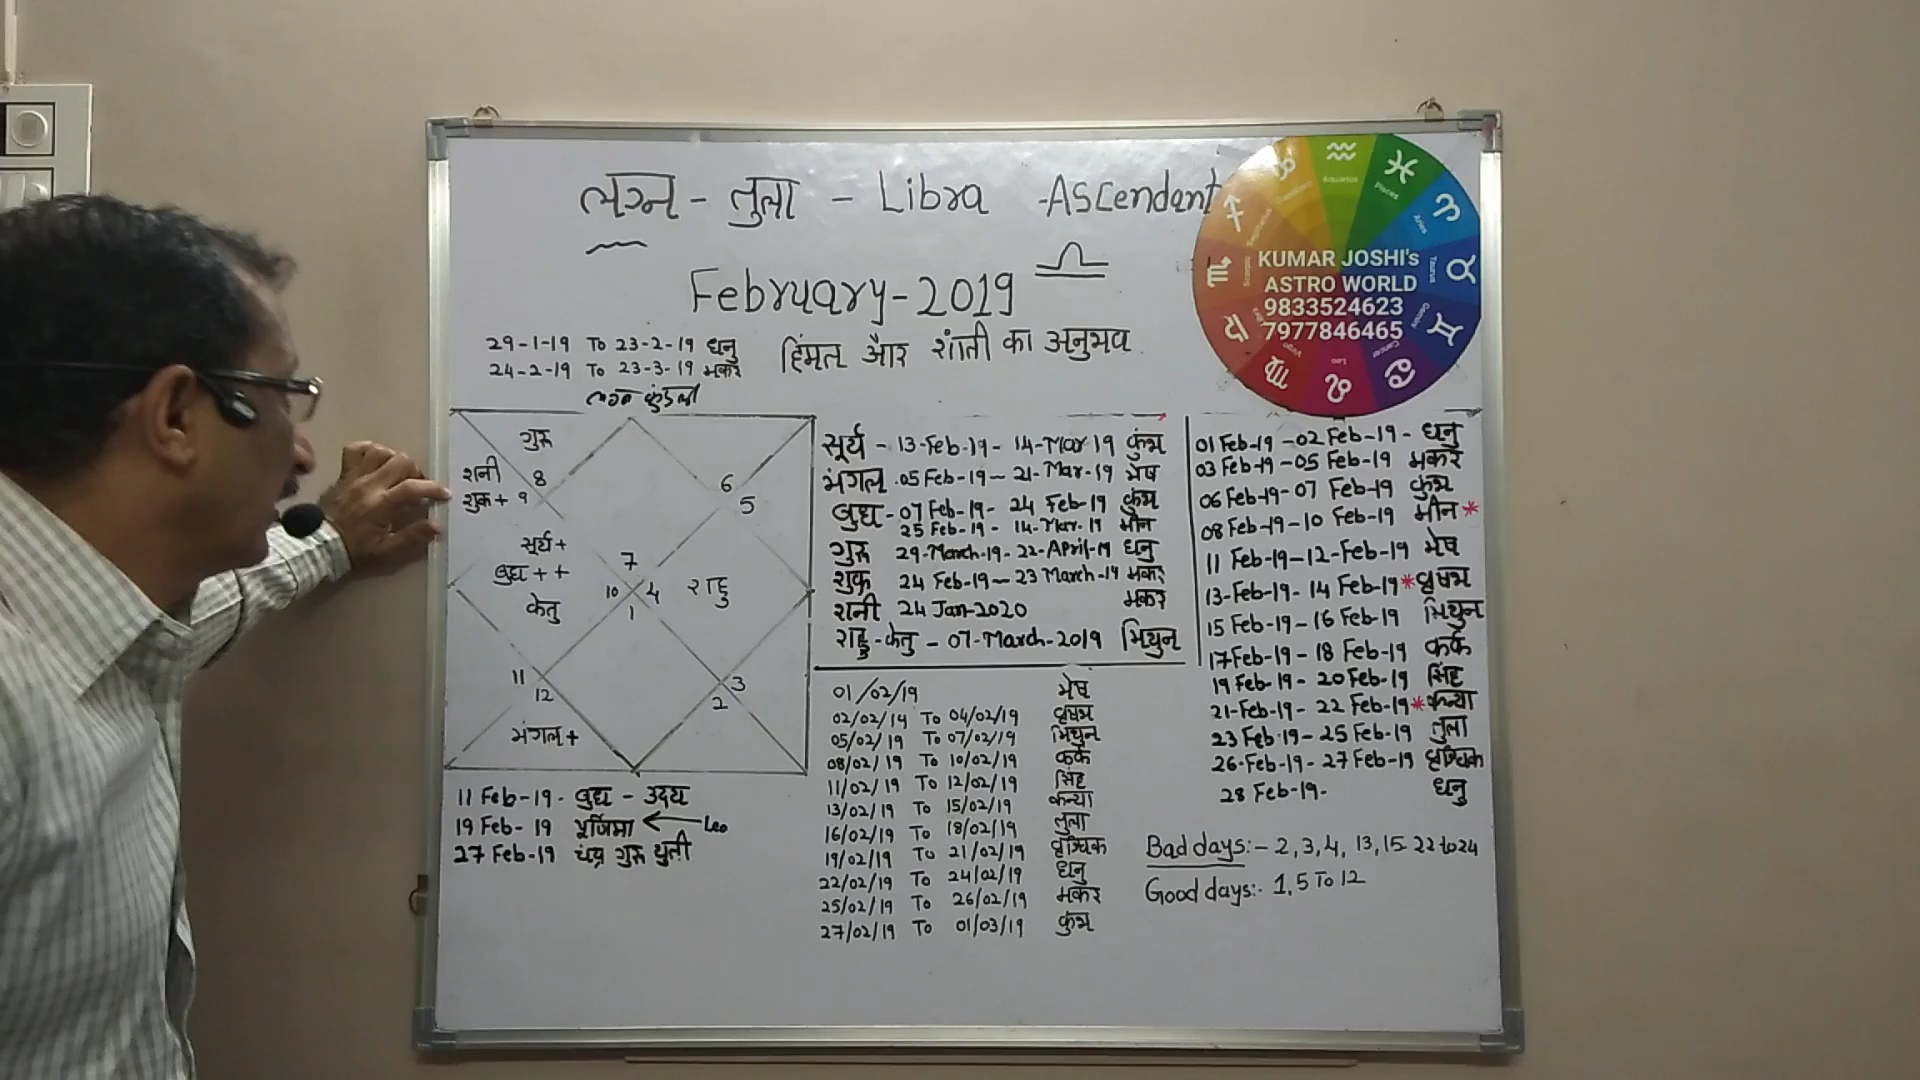 लग्न - तुला - Libra - Ascendant
February-2019
29-1-19 To 23-2-19 धनु
24-2-19 To 23-3-19 मकर
हिंमत और शांती का अनुभव
लग्न कुंडली
KUMAR JOSHI's
ASTRO WORLD
9833524623
7977846465
Aquarius
Pisces
Aries
Taurus
Gemini
Cancer
Leo
Virgo
गुरू
शनी 8
शुक्र+ 9
6
5
सूर्य+
बुध++
केतु
7
10 4 राहु
1
11
12
3
2
मंगल+
11 Feb-19- बुध - उदय
19 Feb-19 पूर्णिमा ← Leo
27 Feb-19 चंद्र गुरू युती
सूर्य - 13-Feb-19- 14-Mar 19 कुंभ
मंगल.05 Feb-19- 21-Mar-19 मेष
बुध-07 Feb-19- 24 Feb-19 कुंभ
25 Feb-19 - 14-Mar-19 मीन
गुरू 29-March-19-22-April-19 धनु
शुक्र 24 Feb-19-23 March-19 मकर
शनी 24 Jan-2020 मकर
राहु-केतु-07-March-2019 मिथुन
01/02/19 मेष
02/02/19 To 04/02/19 वृषभ
05/02/19 To 07/02/19 मिथुन
08/02/19 To 10/02/19 कर्क
11/02/19 To 12/02/19 सिंह
13/02/19 To 15/02/19 कन्या
16/02/19 To 18/02/19 तुला
19/02/19 To 21/02/19 वृश्चिक
22/02/19 To 24/02/19 धनु
25/02/19 To 26/02/19 मकर
27/02/19 To 01/03/19 कुंभ
01 Feb-19-02 Feb-19- धनु
03 Feb-19-05 Feb-19 मकर
06 Feb-19-07 Feb-19 कुंभ
08 Feb-19-10 Feb-19 मीन*
11 Feb-19-12-Feb-19 मेष
13-Feb-19- 14 Feb-19*वृषभ
15 Feb-19-16 Feb-19 मिथुन
17 Feb-19- 18 Feb-19 कर्क
19 Feb-19- 20 Feb-19 सिंह
21-Feb-19- 22 Feb-19*कन्या
23 Feb-19- 25 Feb-19 तुला
26-Feb-19- 27 Feb-19 वृश्चिक
28 Feb-19- धनु
Bad days:- 2, 3, 4, 13, 15- 22 to 24
Good days:- 1, 5 To 12